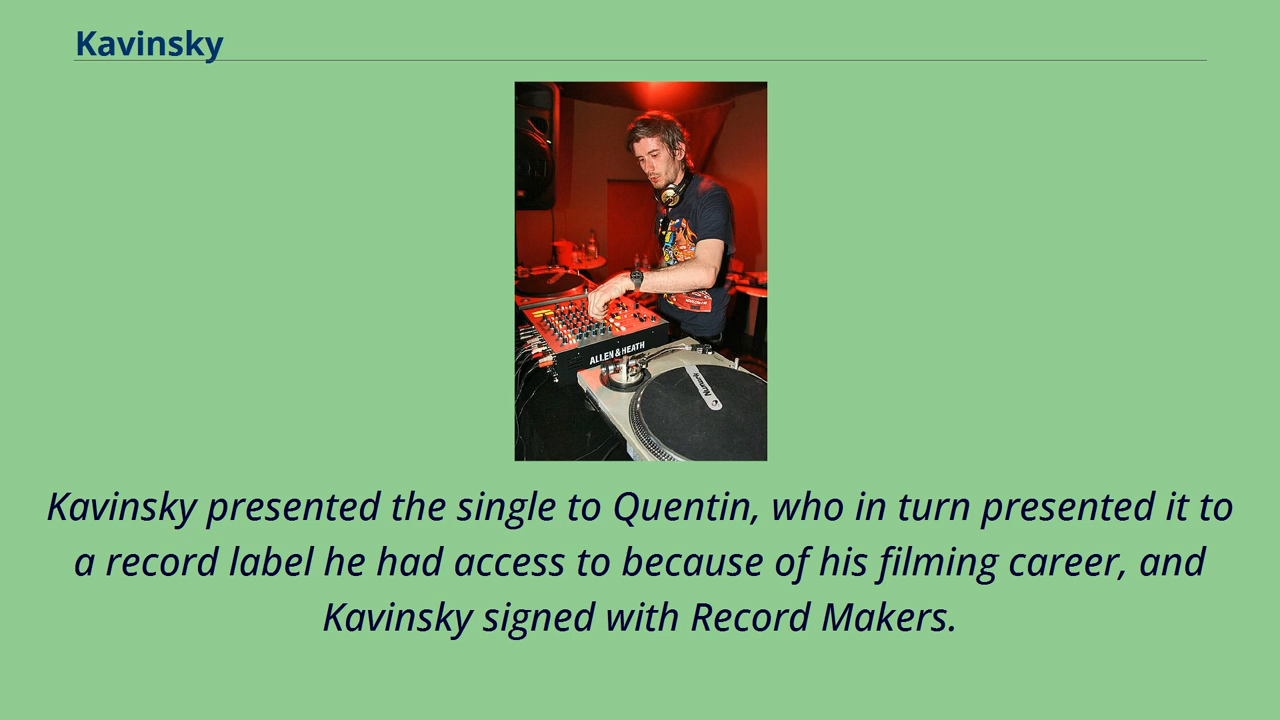 Kavinsky
ALLEN&HEATH
Numark
Kavinsky presented the single to Quentin, who in turn presented it to
a record label he had access to because of his filming career, and
Kavinsky signed with Record Makers.